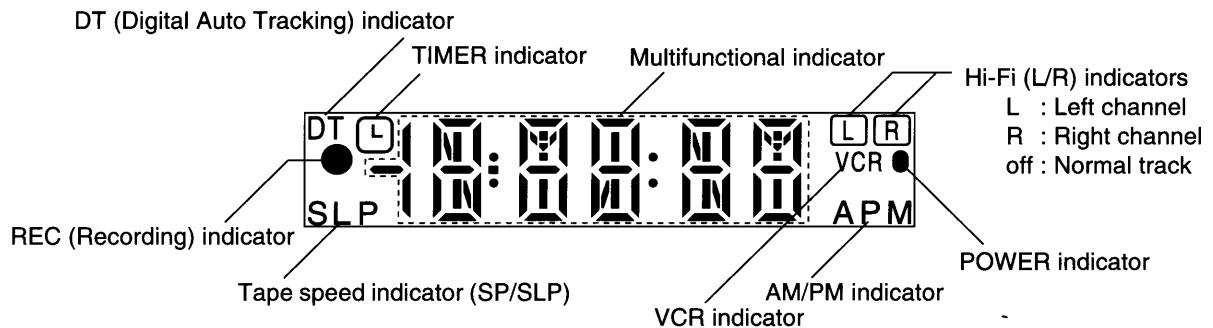 DT (Digital Auto Tracking) indicator
TIMER indicator
Multifunctional indicator
Hi-Fi (L/R) indicators
L : Left channel
R : Right channel
off : Normal track
DT
L R
VCR
SLP
APM
REC (Recording) indicator
POWER indicator
Tape speed indicator (SP/SLP)
AM/PM indicator
VCR indicator